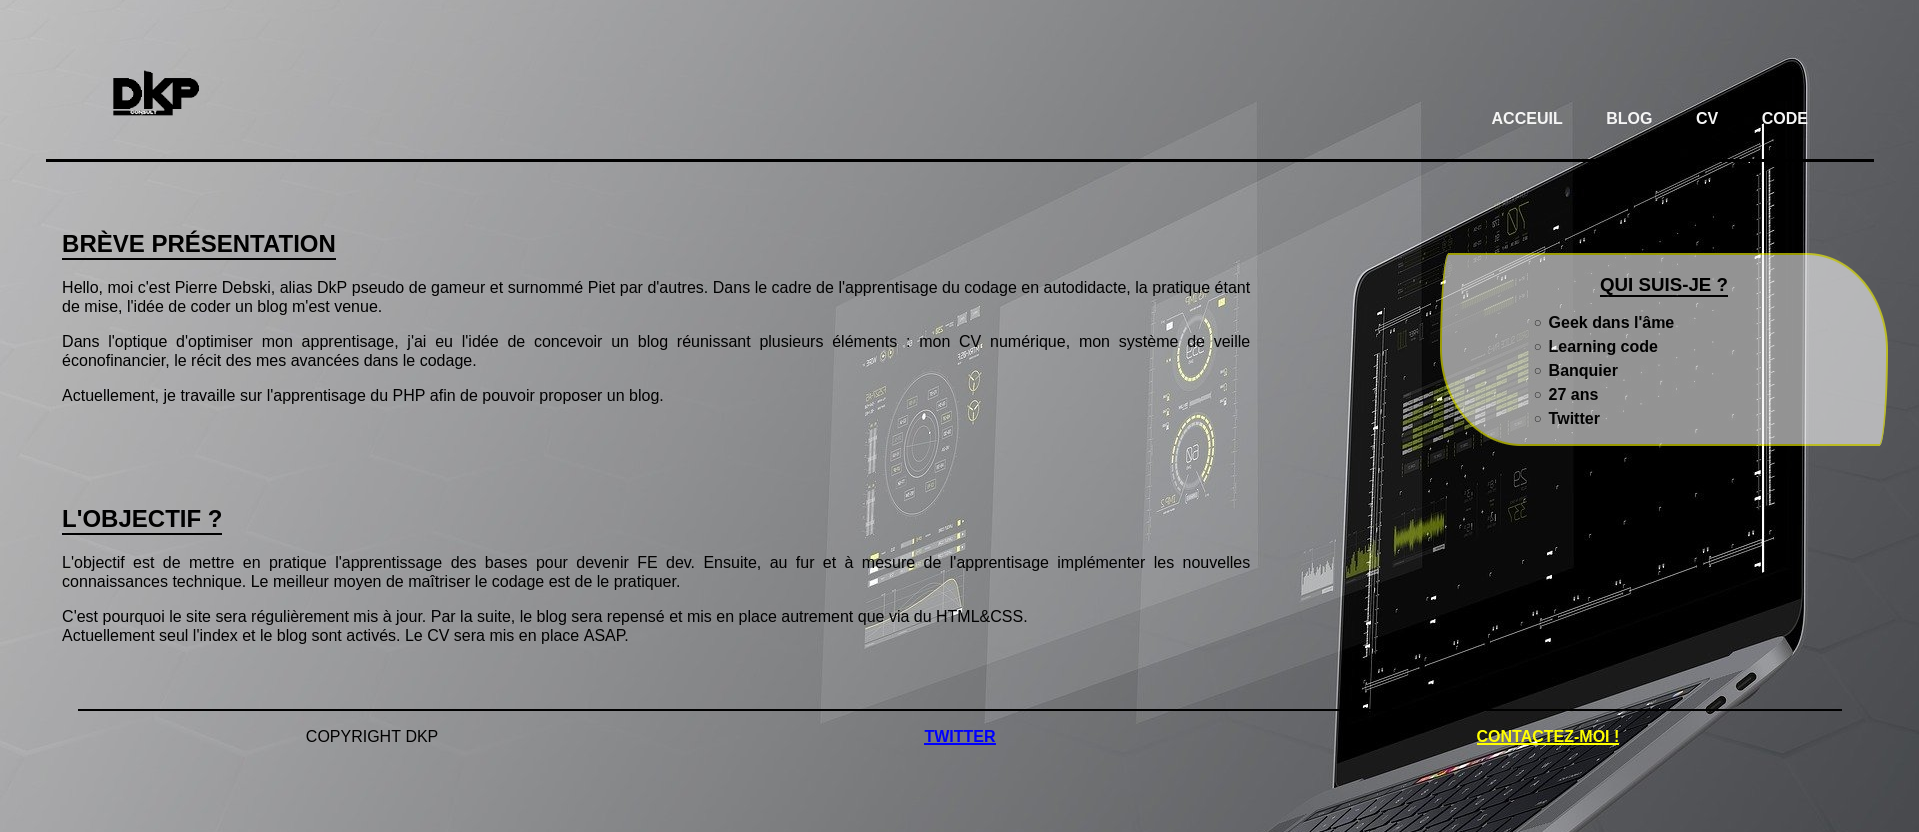 DKP
CONSULT
ACCEUIL BLOG CV CODE
BRÈVE PRÉSENTATION
Hello, moi c'est Pierre Debski, alias DkP pseudo de gameur et surnommé Piet par d'autres. Dans le cadre de l'apprentisage du codage en autodidacte, la pratique étant
de mise, l'idée de coder un blog m'est venue.
Dans l'optique d'optimiser mon apprentisage, j'ai eu l'idée de concevoir un blog réunissant plusieurs éléments : mon CV numérique, mon système de veille
éconofinancier, le récit des mes avancées dans le codage.
Actuellement, je travaille sur l'apprentisage du PHP afin de pouvoir proposer un blog.
QUI SUIS-JE ?
Geek dans l'âme
Learning code
Banquier
27 ans
Twitter
L'OBJECTIF ?
L'objectif est de mettre en pratique l'apprentissage des bases pour devenir FE dev. Ensuite, au fur et à mesure de l'apprentisage implémenter les nouvelles
connaissances technique. Le meilleur moyen de maîtriser le codage est de le pratiquer.
C'est pourquoi le site sera régulièrement mis à jour. Par la suite, le blog sera repensé et mis en place autrement que via du HTML&CSS.
Actuellement seul l'index et le blog sont activés. Le CV sera mis en place ASAP.
COPYRIGHT DKP TWITTER CONTACTEZ-MOI !